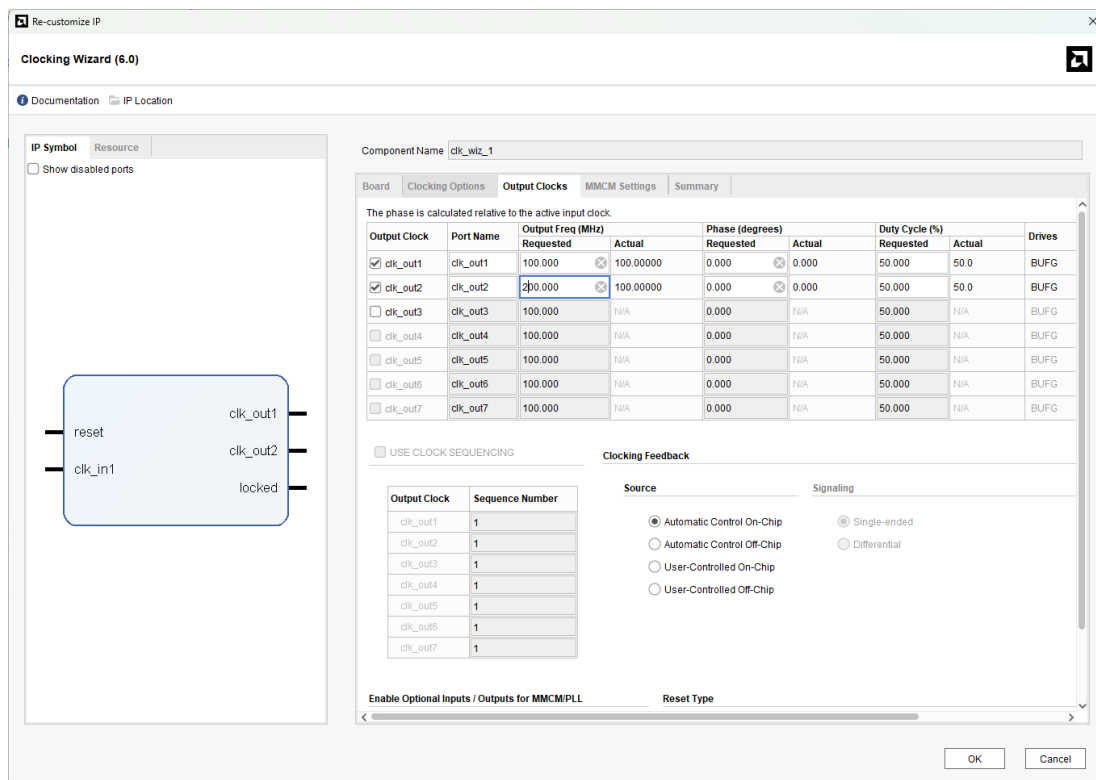 Re-customize IP
Clocking Wizard (6.0)
Documentation IP Location
IP Symbol Resource
Show disabled ports
reset
clk_in1
clk_out1
clk_out2
locked
Component Name clk_wiz_1
Board Clocking Options Output Clocks MMCM Settings Summary
The phase is calculated relative to the active input clock.
Output Clock Port Name Output Freq (MHz) Phase (degrees) Duty Cycle (%) Drives
Requested Actual Requested Actual Requested Actual
clk_out1 clk_out1 100.000 100.00000 0.000 0.000 50.000 50.0 BUFG
clk_out2 clk_out2 200.000 100.00000 0.000 0.000 50.000 50.0 BUFG
clk_out3 clk_out3 100.000 N/A 0.000 N/A 50.000 N/A BUFG
clk_out4 clk_out4 100.000 N/A 0.000 N/A 50.000 N/A BUFG
clk_out5 clk_out5 100.000 N/A 0.000 N/A 50.000 N/A BUFG
clk_out6 clk_out6 100.000 N/A 0.000 N/A 50.000 N/A BUFG
clk_out7 clk_out7 100.000 N/A 0.000 N/A 50.000 N/A BUFG
USE CLOCK SEQUENCING
Output Clock Sequence Number
clk_out1 1
clk_out2 1
clk_out3 1
clk_out4 1
clk_out5 1
clk_out6 1
clk_out7 1
Clocking Feedback
Source Signaling
Automatic Control On-Chip Single-ended
Automatic Control Off-Chip Differential
User-Controlled On-Chip
User-Controlled Off-Chip
Enable Optional Inputs / Outputs for MMCM/PLL Reset Type
OK Cancel